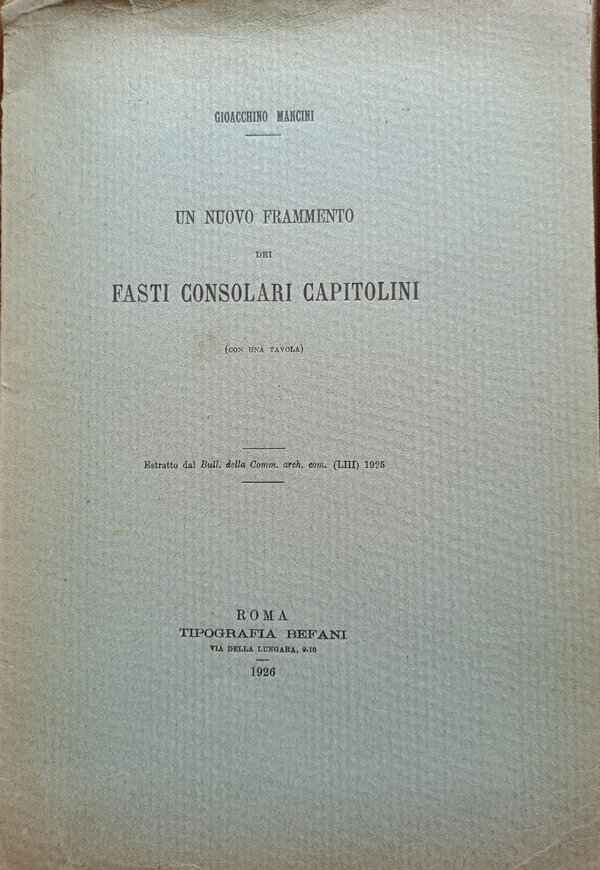 GIOACCHINO MANCINI
UN NUOVO FRAMMENTO
DEI
FASTI CONSOLARI CAPITOLINI
(CON UNA TAVOLA)
Estratto dal Bull. della Comm. arch. com. (LIII) 1925
ROMA
TIPOGRAFIA BEFANI
VIA DELLA LUNGARA, 9-10
1926